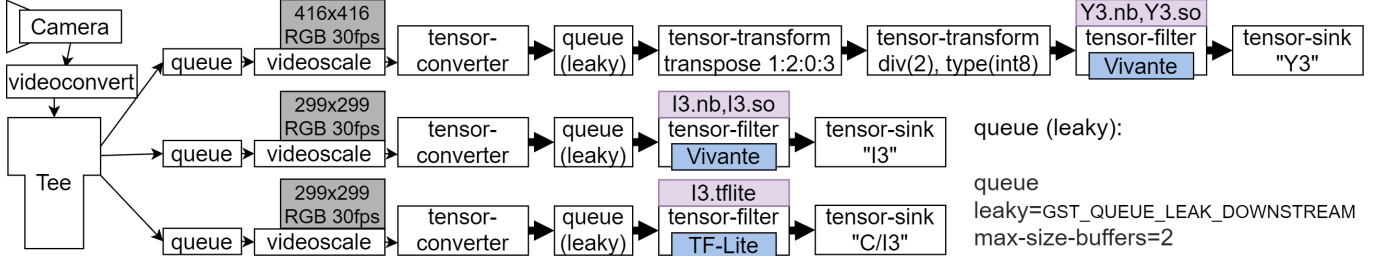 Camera
videoconvert
Tee
queue
416x416
RGB 30fps
videoscale
tensor-
converter
queue
(leaky)
tensor-transform
transpose 1:2:0:3
tensor-transform
div(2), type(int8)
Y3.nb,Y3.so
tensor-filter
Vivante
tensor-sink
"Y3"
queue
299x299
RGB 30fps
videoscale
tensor-
converter
queue
(leaky)
I3.nb,I3.so
tensor-filter
Vivante
tensor-sink
"I3"
queue
299x299
RGB 30fps
videoscale
tensor-
converter
queue
(leaky)
I3.tflite
tensor-filter
TF-Lite
tensor-sink
"C/I3"
queue (leaky):
queue
leaky=GST_QUEUE_LEAK_DOWNSTREAM
max-size-buffers=2